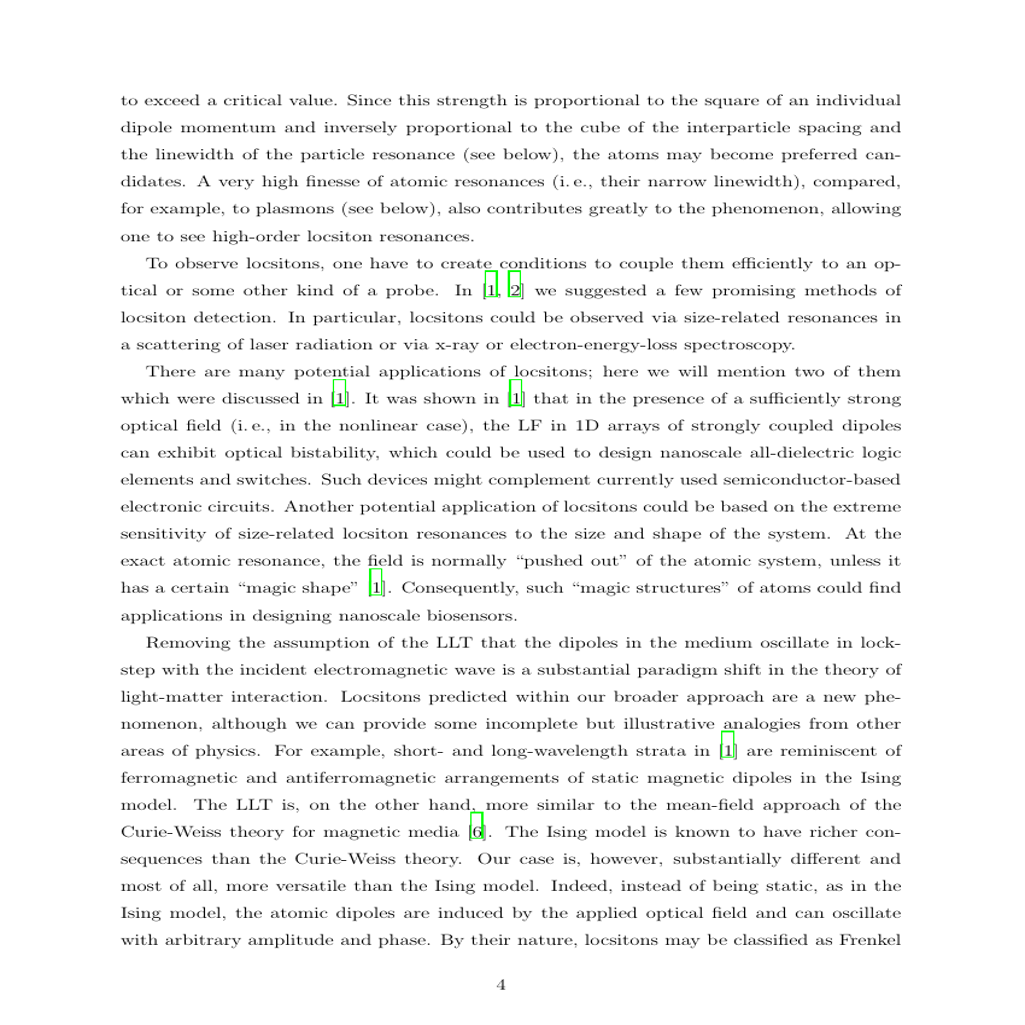 to exceed a critical value. Since this strength is proportional to the square of an individual
dipole momentum and inversely proportional to the cube of the interparticle spacing and
the linewidth of the particle resonance (see below), the atoms may become preferred can-
didates. A very high finesse of atomic resonances (i. e., their narrow linewidth), compared,
for example, to plasmons (see below), also contributes greatly to the phenomenon, allowing
one to see high-order locsiton resonances.
To observe locsitons, one have to create conditions to couple them efficiently to an op-
tical or some other kind of a probe. In [1, 2] we suggested a few promising methods of
locsiton detection. In particular, locsitons could be observed via size-related resonances in
a scattering of laser radiation or via x-ray or electron-energy-loss spectroscopy.
There are many potential applications of locsitons; here we will mention two of them
which were discussed in [1]. It was shown in [1] that in the presence of a sufficiently strong
optical field (i. e., in the nonlinear case), the LF in 1D arrays of strongly coupled dipoles
can exhibit optical bistability, which could be used to design nanoscale all-dielectric logic
elements and switches. Such devices might complement currently used semiconductor-based
electronic circuits. Another potential application of locsitons could be based on the extreme
sensitivity of size-related locsiton resonances to the size and shape of the system. At the
exact atomic resonance, the field is normally “pushed out” of the atomic system, unless it
has a certain “magic shape” [1]. Consequently, such “magic structures” of atoms could find
applications in designing nanoscale biosensors.
Removing the assumption of the LLT that the dipoles in the medium oscillate in lock-
step with the incident electromagnetic wave is a substantial paradigm shift in the theory of
light-matter interaction. Locsitons predicted within our broader approach are a new phe-
nomenon, although we can provide some incomplete but illustrative analogies from other
areas of physics. For example, short- and long-wavelength strata in [1] are reminiscent of
ferromagnetic and antiferromagnetic arrangements of static magnetic dipoles in the Ising
model. The LLT is, on the other hand, more similar to the mean-field approach of the
Curie-Weiss theory for magnetic media [6]. The Ising model is known to have richer con-
sequences than the Curie-Weiss theory. Our case is, however, substantially different and
most of all, more versatile than the Ising model. Indeed, instead of being static, as in the
Ising model, the atomic dipoles are induced by the applied optical field and can oscillate
with arbitrary amplitude and phase. By their nature, locsitons may be classified as Frenkel
4